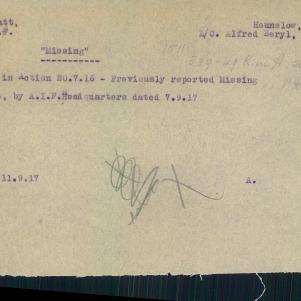 att, Hounslow,
F. L/C. Alfred Beryl,
"Missing"
in Action 20.7.16 - Previously reported Missing
, by A.I.F. Headquarters dated 7.9.17
11.9.17 A.